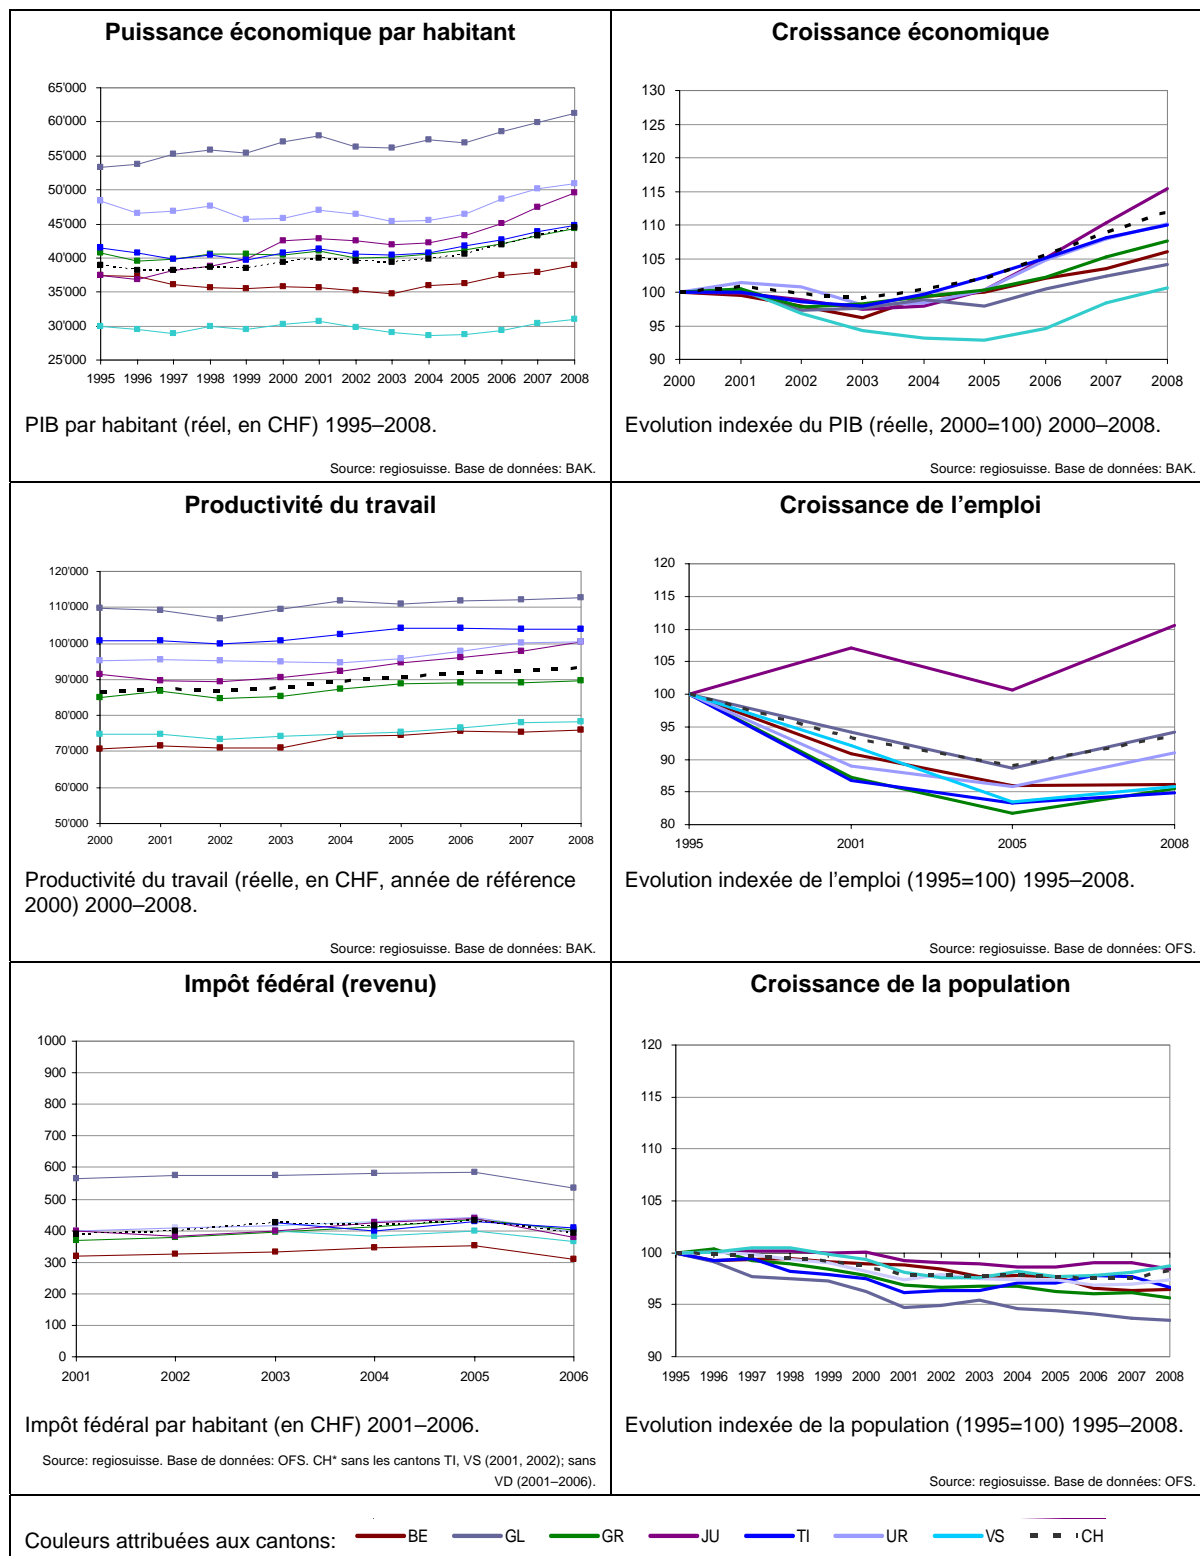 Puissance économique par habitant
65'000
60'000
55'000
50'000
45'000
40'000
35'000
30'000
25'000
1995 1996 1997 1998 1999 2000 2001 2002 2003 2004 2005 2006 2007 2008
PIB par habitant (réel, en CHF) 1995–2008.
Source: regiosuisse. Base de données: BAK.
Croissance économique
130
125
120
115
110
105
100
95
90
2000 2001 2002 2003 2004 2005 2006 2007 2008
Evolution indexée du PIB (réelle, 2000=100) 2000–2008.
Source: regiosuisse. Base de données: BAK.
Productivité du travail
120'000
110'000
100'000
90'000
80'000
70'000
60'000
50'000
2000 2001 2002 2003 2004 2005 2006 2007 2008
Productivité du travail (réelle, en CHF, année de référence
2000) 2000–2008.
Source: regiosuisse. Base de données: BAK.
Croissance de l'emploi
120
115
110
105
100
95
90
85
80
1995 2001 2005 2008
Evolution indexée de l'emploi (1995=100) 1995–2008.
Source: regiosuisse. Base de données: OFS.
Impôt fédéral (revenu)
1000
900
800
700
600
500
400
300
200
100
0
2001 2002 2003 2004 2005 2006
Impôt fédéral par habitant (en CHF) 2001–2006.
Source: regiosuisse. Base de données: OFS. CH* sans les cantons TI, VS (2001, 2002); sans
VD (2001–2006).
Croissance de la population
120
115
110
105
100
95
90
1995 1996 1997 1998 1999 2000 2001 2002 2003 2004 2005 2006 2007 2008
Evolution indexée de la population (1995=100) 1995–2008.
Source: regiosuisse. Base de données: OFS.
Couleurs attribuées aux cantons: BE GL GR JU TI UR VS CH